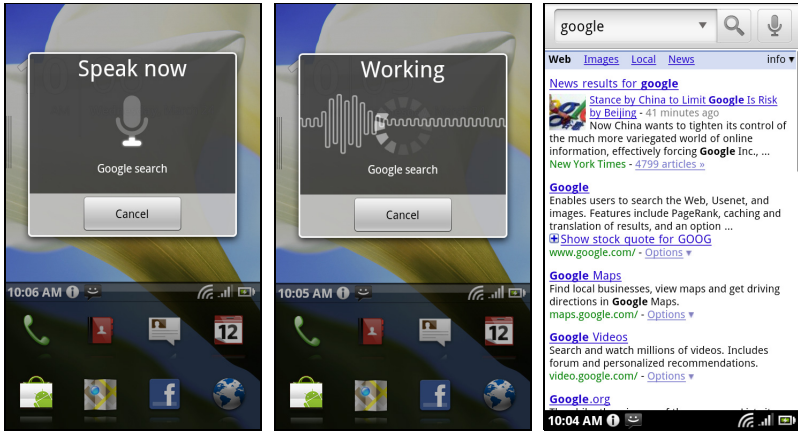 Speak now
Google search
Cancel
10:06 AM
12
Working
Google search
Cancel
10:05 AM
12
google
Web Images Local News info ▼
News results for google
Stance by China to Limit Google Is Risk
by Beijing - 41 minutes ago
Now China wants to tighten its control of
the much more variegated world of online
information, effectively forcing Google Inc., ...
New York Times - 4799 articles »
Google
Enables users to search the Web, Usenet, and
images. Features include PageRank, caching and
translation of results, and an option ...
Show stock quote for GOOG
www.google.com/ - Options ▼
Google Maps
Find local businesses, view maps and get driving
directions in Google Maps.
maps.google.com/ - Options ▼
Google Videos
Search and watch millions of videos. Includes
forum and personalized recommendations.
video.google.com/ - Options ▼
Google.org
10:04 AM